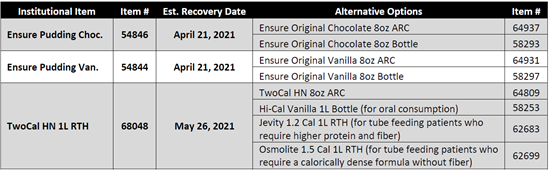 Institutional Item Item # Est. Recovery Date Alternative Options Item #
Ensure Pudding Choc. 54846 April 21, 2021 Ensure Original Chocolate 8oz ARC 64937
Ensure Original Chocolate 8oz Bottle 58293
Ensure Pudding Van. 54844 April 21, 2021 Ensure Original Vanilla 8oz ARC 64931
Ensure Original Vanilla 8oz Bottle 58297
TwoCal HN 1L RTH 68048 May 26, 2021 TwoCal HN 8oz ARC 64809
Hi-Cal Vanilla 1L Bottle (for oral consumption) 58253
Jevity 1.2 Cal 1L RTH (for tube feeding patients who
require higher protein and fiber) 62683
Osmolite 1.5 Cal 1L RTH (for tube feeding patients who
require a calorically dense formula without fiber) 62699